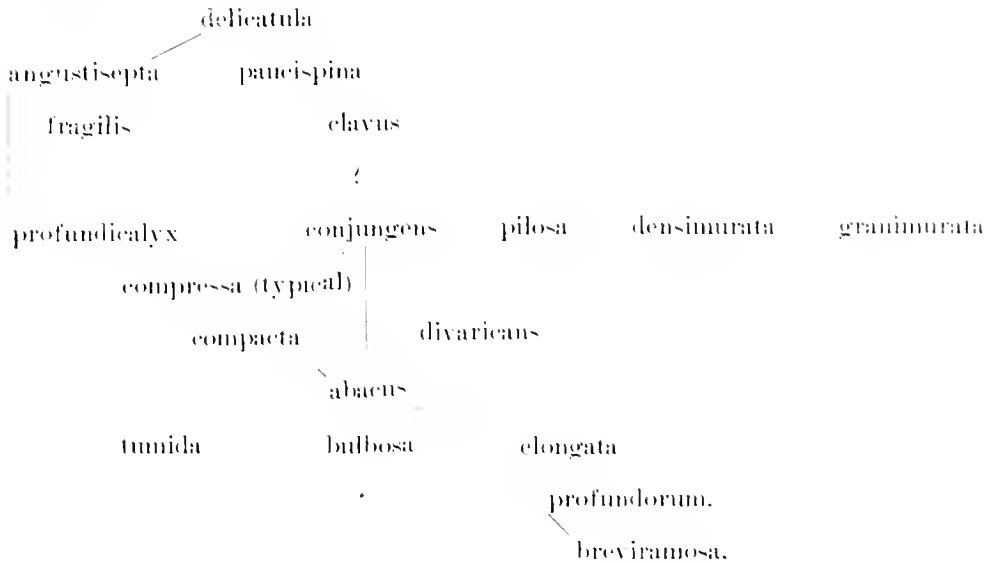 delicatula
angustisepta paucispina
fragilis clavus
profundicalyx conjungens pilosa densimurata granimurata
compressa (typical)
compacta divaricans
abacus
tumida bulbosa elongata
profundorum.
breviramosa.